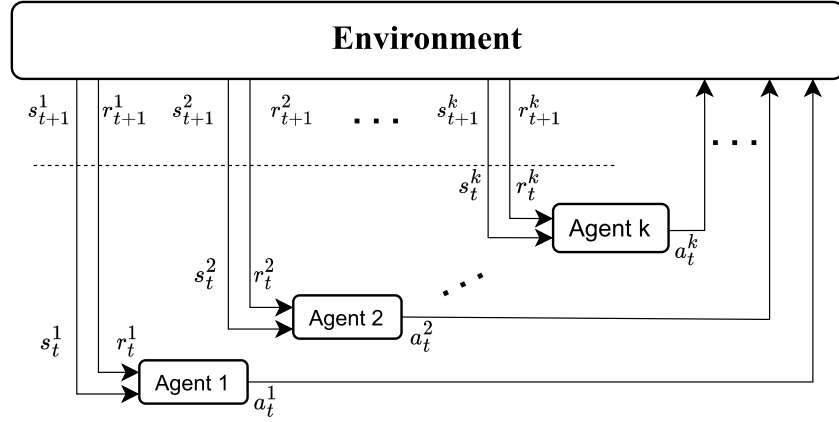 Environment
s^1_{t+1} r^1_{t+1} s^2_{t+1} r^2_{t+1} ... s^k_{t+1} r^k_{t+1} ...
s^k_t r^k_t
Agent k
a^k_t
s^2_t r^2_t ...
Agent 2
a^2_t
s^1_t r^1_t
Agent 1
a^1_t